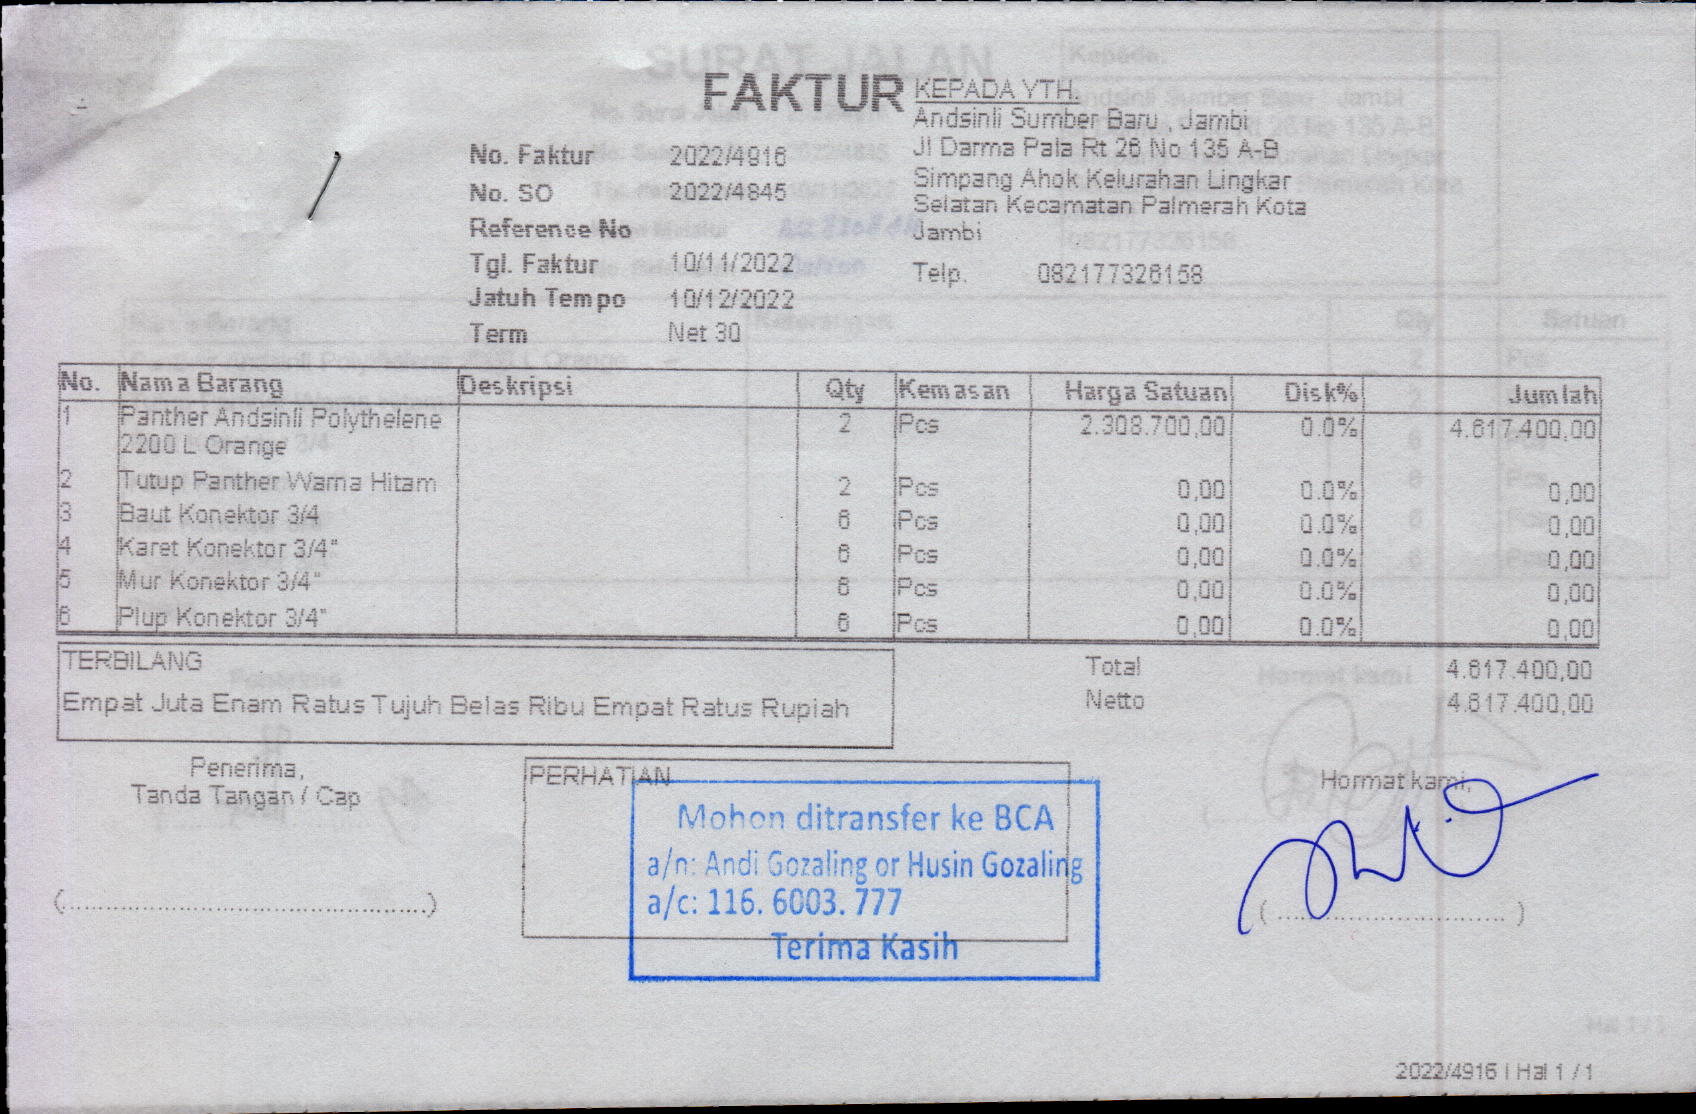 FAKTUR
KEPADA YTH.
Andsinli Sumber Baru , Jambi
Jl Darma Pala Rt 26 No 135 A-B
Simpang Ahok Kelurahan Lingkar
Selatan Kecamatan Palmerah Kota
Jambi
Telp. 082177326158
No. Faktur 2022/4916
No. SO 2022/4845
Reference No
Tgl. Faktur 10/11/2022
Jatuh Tempo 10/12/2022
Term Net 30
No. Nama Barang Deskripsi Qty Kemasan Harga Satuan Disk% Jumlah
1 Panther Andsinli Polythelene 2 Pcs 2.308.700,00 0.0% 4.617.400,00
2200 L Orange
2 Tutup Panther Warna Hitam 2 Pcs 0,00 0.0% 0,00
3 Baut Konektor 3/4 6 Pcs 0,00 0.0% 0,00
4 Karet Konektor 3/4" 6 Pcs 0,00 0.0% 0,00
5 Mur Konektor 3/4" 6 Pcs 0,00 0.0% 0,00
6 Plup Konektor 3/4" 6 Pcs 0,00 0.0% 0,00
TERBILANG
Empat Juta Enam Ratus Tujuh Belas Ribu Empat Ratus Rupiah
Total 4.617.400,00
Netto 4.617.400,00
Penerima,
Tanda Tangan / Cap
(..............................................)
PERHATIAN
Mohon ditransfer ke BCA
a/n: Andi Gozaling or Husin Gozaling
a/c: 116. 6003. 777
Terima Kasih
Hormat kami,
( .............................. )
2022/4916 | Hal 1 / 1